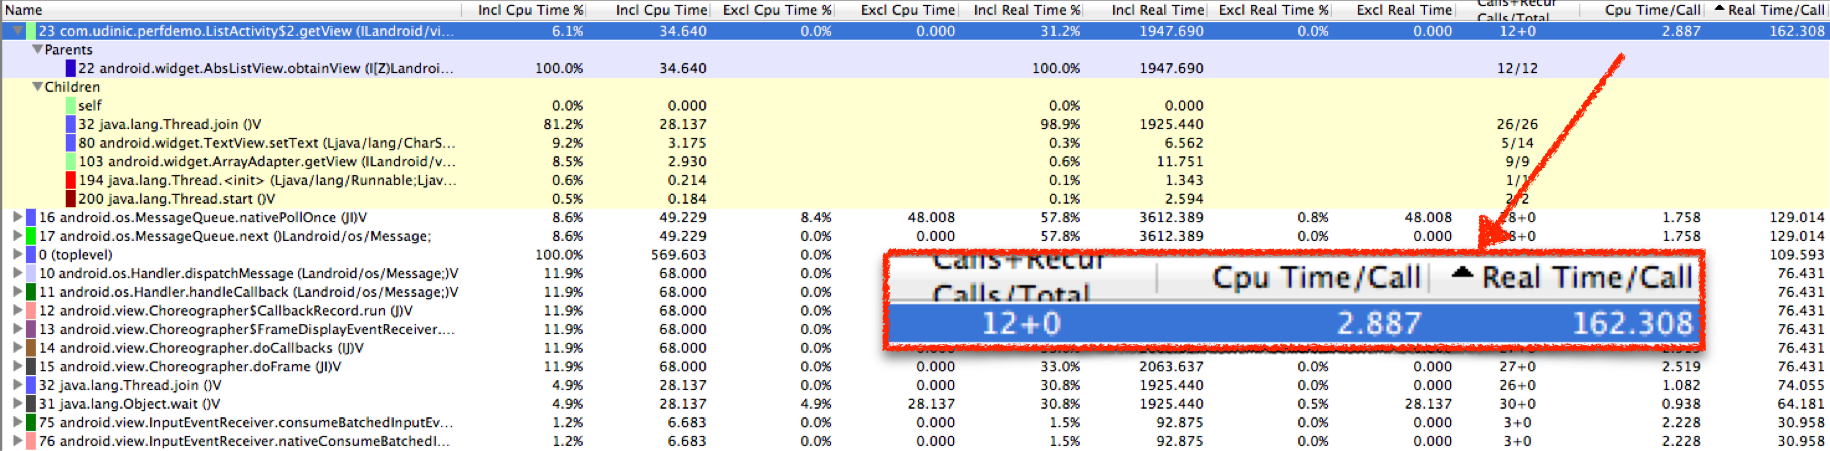 Name Incl Cpu Time % Incl Cpu Time Excl Cpu Time % Excl Cpu Time Incl Real Time % Incl Real Time Excl Real Time % Excl Real Time Calls+Recur Calls/Total Cpu Time/Call Real Time/Call
23 com.udinic.perfdemo.ListActivity$2.getView (ILandroid/vi... 6.1% 34.640 0.0% 0.000 31.2% 1947.690 0.0% 0.000 12+0 2.887 162.308
Parents
22 android.widget.AbsListView.obtainView (I[Z)Landroi... 100.0% 34.640 100.0% 1947.690 12/12
Children
self 0.0% 0.000 0.0% 0.000
32 java.lang.Thread.join ()V 81.2% 28.137 98.9% 1925.440 26/26
80 android.widget.TextView.setText (Ljava/lang/CharS... 9.2% 3.175 0.3% 6.562 5/14
103 android.widget.ArrayAdapter.getView (ILandroid/v... 8.5% 2.930 0.6% 11.751 9/9
194 java.lang.Thread.<init> (Ljava/lang/Runnable;Ljav... 0.6% 0.214 0.1% 1.343
200 java.lang.Thread.start ()V 0.5% 0.184 0.1% 2.594
16 android.os.MessageQueue.nativePollOnce (JI)V 8.6% 49.229 8.4% 48.008 57.8% 3612.389 0.8% 48.008 1.758 129.014
17 android.os.MessageQueue.next ()Landroid/os/Message; 8.6% 49.229 0.0% 0.000 57.8% 3612.389 0.0% 0.000 1.758 129.014
0 (toplevel) 100.0% 569.603 0.0% 109.593
10 android.os.Handler.dispatchMessage (Landroid/os/Message;)V 11.9% 68.000 0.0% 76.431
11 android.os.Handler.handleCallback (Landroid/os/Message;)V 11.9% 68.000 0.0% 76.431
12 android.view.Choreographer$CallbackRecord.run (J)V 11.9% 68.000 0.0% 76.431
13 android.view.Choreographer$FrameDisplayEventReceiver.... 11.9% 68.000 0.0% 76.431
14 android.view.Choreographer.doCallbacks (IJ)V 11.9% 68.000 0.0% 76.431
15 android.view.Choreographer.doFrame (JI)V 11.9% 68.000 0.0% 0.000 33.0% 2063.637 0.0% 0.000 27+0 2.519 76.431
32 java.lang.Thread.join ()V 4.9% 28.137 0.0% 0.000 30.8% 1925.440 0.0% 0.000 26+0 1.082 74.055
31 java.lang.Object.wait ()V 4.9% 28.137 4.9% 28.137 30.8% 1925.440 0.5% 28.137 30+0 0.938 64.181
75 android.view.InputEventReceiver.consumeBatchedInputEv... 1.2% 6.683 0.0% 0.000 1.5% 92.875 0.0% 0.000 3+0 2.228 30.958
76 android.view.InputEventReceiver.nativeConsumeBatchedI... 1.2% 6.683 0.0% 0.000 1.5% 92.875 0.0% 0.000 3+0 2.228 30.958
Calls+Recur
Calls/Total Cpu Time/Call Real Time/Call
12+0 2.887 162.308